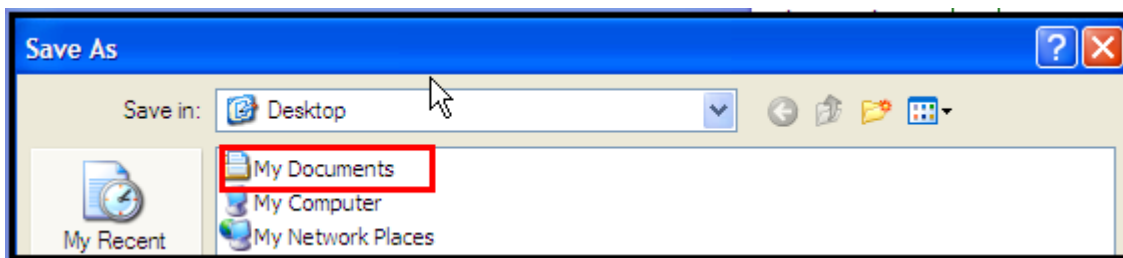 Save As
Save in: Desktop
My Documents
My Computer
My Recent
My Network Places